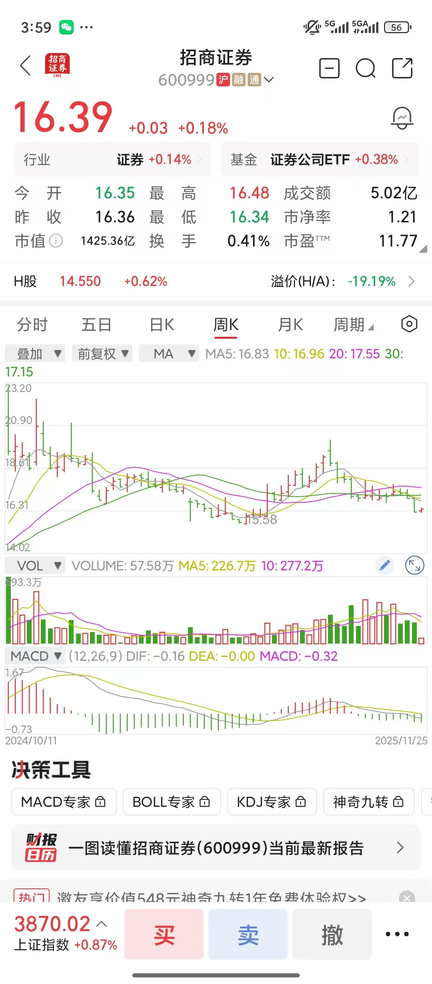 3:59 5G 5GA 56
招商证券
招商
证券
600999 沪 融 通
16.39 +0.03 +0.18%
行业 证券 +0.14% 基金 证券公司ETF +0.38%
今开 16.35 最高 16.48 成交额 5.02亿
昨收 16.36 最低 16.34 市净率 1.21
市值 1425.36亿 换手 0.41% 市盈TTM 11.77
H股 14.550 +0.62% 溢价(H/A): -19.19%
分时 五日 日K 周K 月K 周期
叠加 前复权 MA MA5: 16.83 10: 16.96 20: 17.55 30:
17.15
23.20
20.90
18.61
16.31
15.58
14.02
VOL VOLUME: 57.58万 MA5: 226.7万 10: 277.2万
MACD (12,26,9) DIF: -0.16 DEA: -0.00 MACD: -0.32
1.67
-0.73
2024/10/11 2025/11/25
决策工具
MACD专家 BOLL专家 KDJ专家 神奇九转
财报
日历
一图读懂招商证券(600999)当前最新报告
热门 邀友享价值548元神奇九转1年免费体验权>>
3870.02
上证指数 +0.87%
买 卖 撤